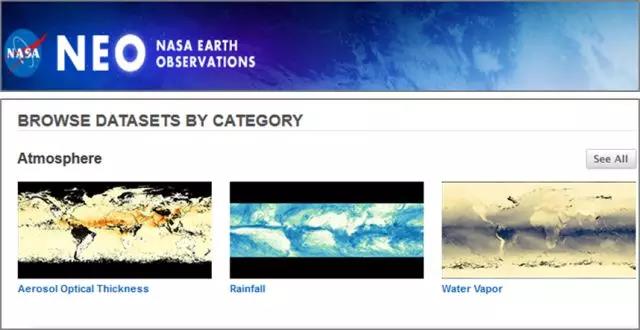 NASA
NEO
NASA EARTH
OBSERVATIONS
BROWSE DATASETS BY CATEGORY
Atmosphere
See All
Aerosol Optical Thickness
Rainfall
Water Vapor